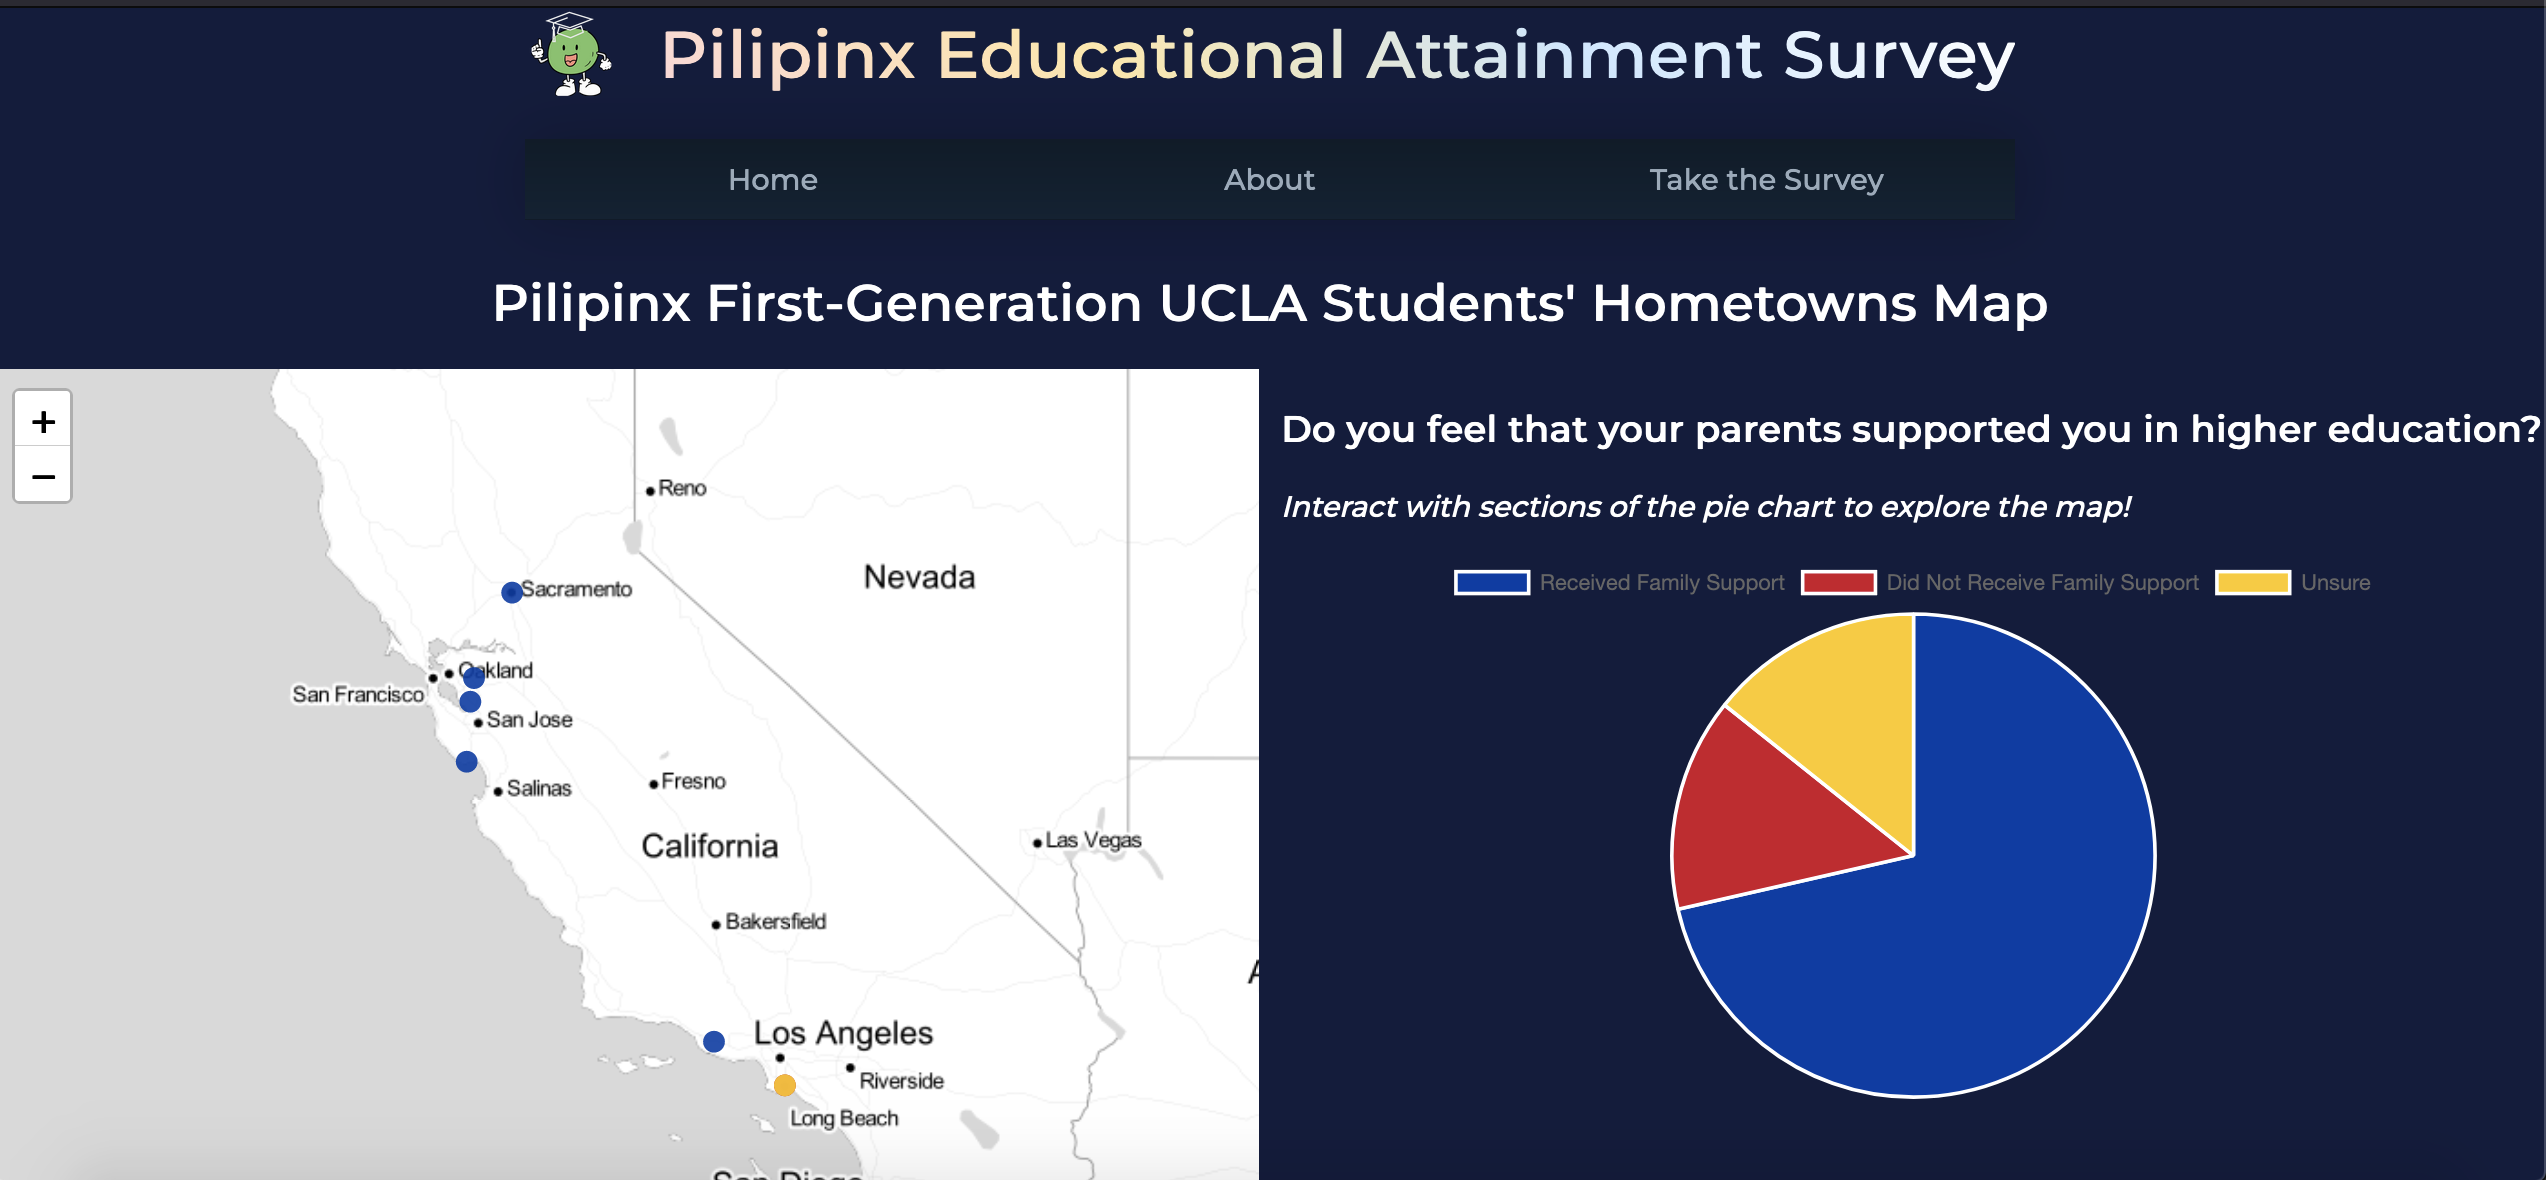 Pilipinx Educational Attainment Survey
Home
About
Take the Survey
Pilipinx First-Generation UCLA Students' Hometowns Map
+
−
Reno
Nevada
Sacramento
Oakland
San Francisco
San Jose
Salinas
Fresno
California
Las Vegas
Bakersfield
Los Angeles
Riverside
Long Beach
San Diego
Do you feel that your parents supported you in higher education?
Interact with sections of the pie chart to explore the map!
Received Family Support
Did Not Receive Family Support
Unsure